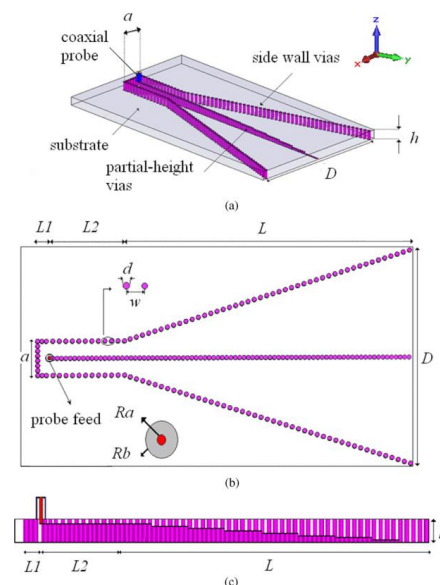 a
coaxial
probe
z
y
x
side wall vias
substrate
partial-height
vias
h
D
(a)
L1
L2
L
d
w
a
D
probe feed
Ra
Rb
(b)
L1
L2
L
(c)